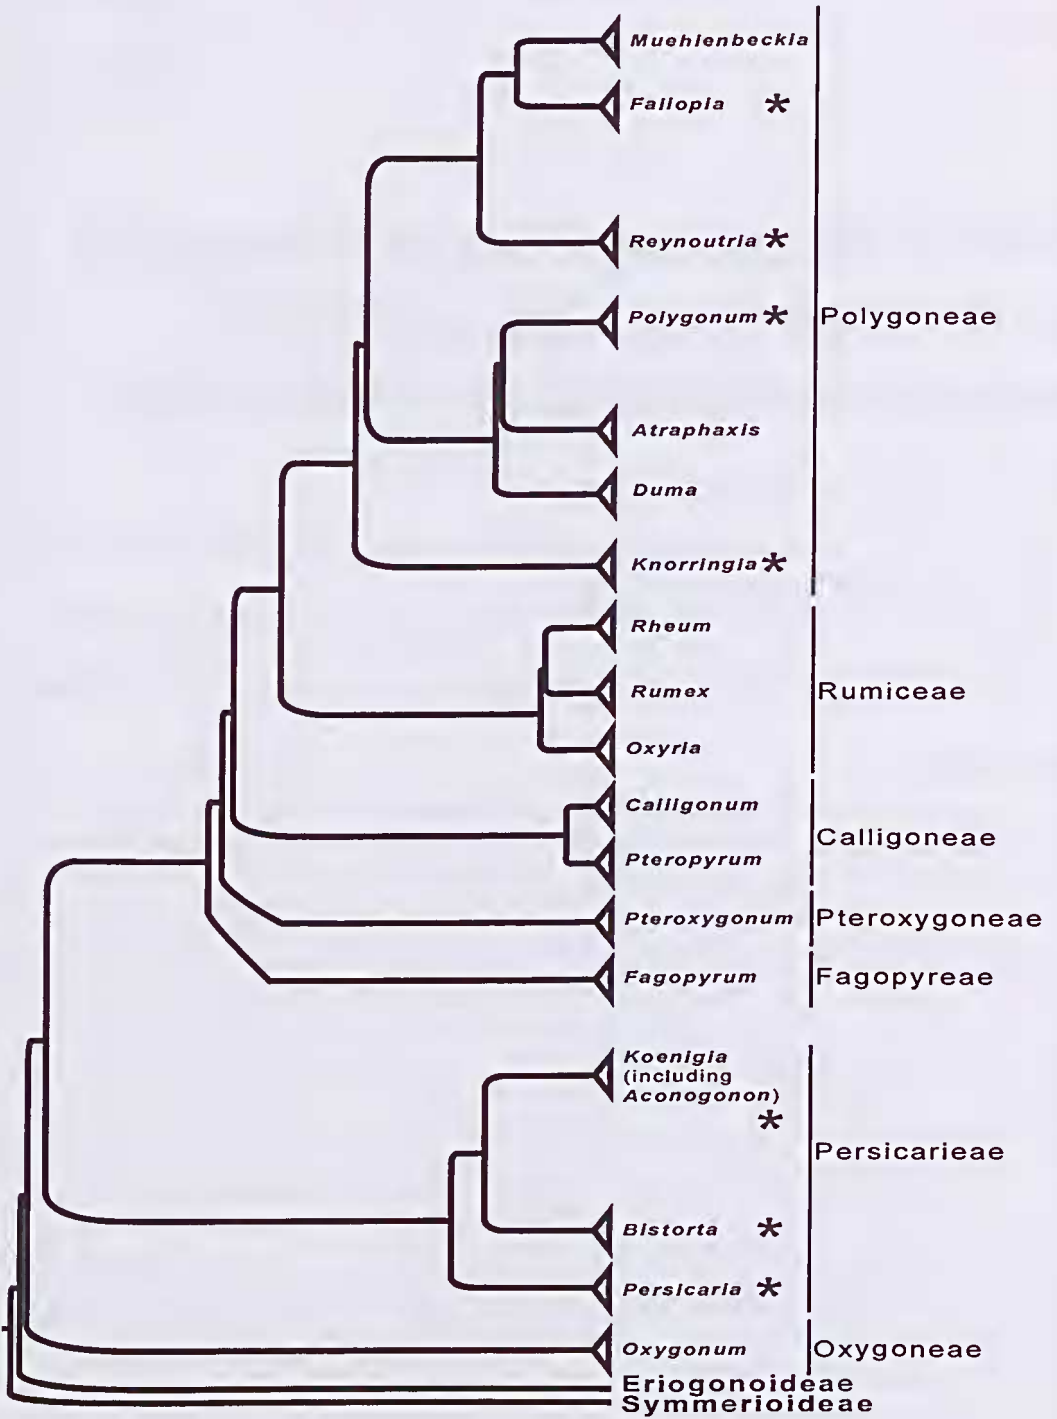 Muehlenbeckia
Fallopia *
Reynoutria *
Polygonum *
Polygoneae
Atraphaxis
Duma
Knorringia *
Rheum
Rumex
Rumiceae
Oxyria
Calligonum
Calligoneae
Pteropyrum
Pteroxygonum
Pteroxygoneae
Fagopyrum
Fagopyreae
Koenigia
(including
Aconogonon)
*
Persicarieae
Bistorta *
Persicaria *
Oxygonum
Oxygoneae
Eriogonoideae
Symmerioideae